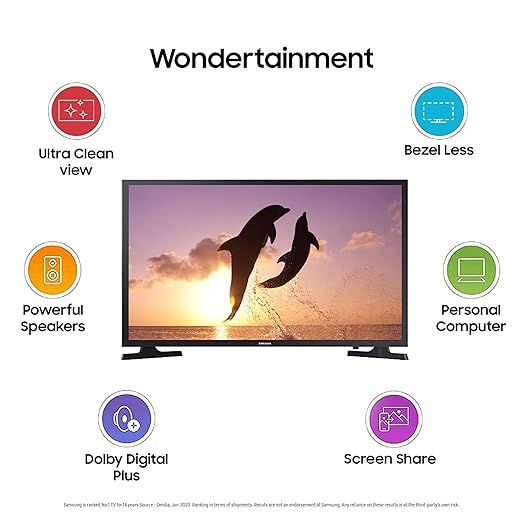 Wondertainment
Ultra Clean
view
Bezel Less
Powerful
Speakers
Personal
Computer
SAMSUNG
Dolby Digital
Plus
Screen Share
Samsung is ranked No.1 TV for 14 years. Source - Omdia, Jan-2020. Ranking in terms of shipments. Results are not an endorsement of Samsung. Any reliance on these results is at the third party's own risk.